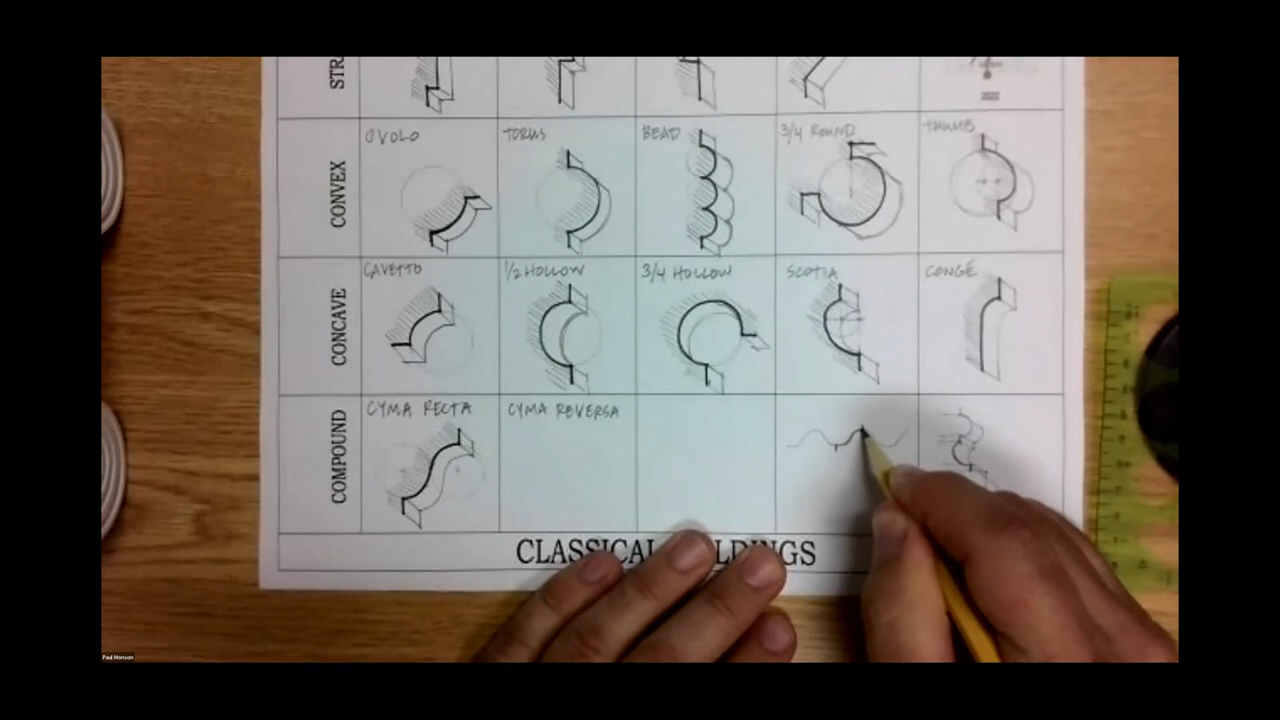 STR
2022
CONVEX
OVOLO
TORUS
BEAD
3/4 ROUND
THUMB
CONCAVE
CAVETTO
1/2 HOLLOW
3/4 HOLLOW
SCOTIA
CONGÉ
COMPOUND
CYMA RECTA
CYMA REVERSA
CLASSICAL LDINGS
Paul Monson